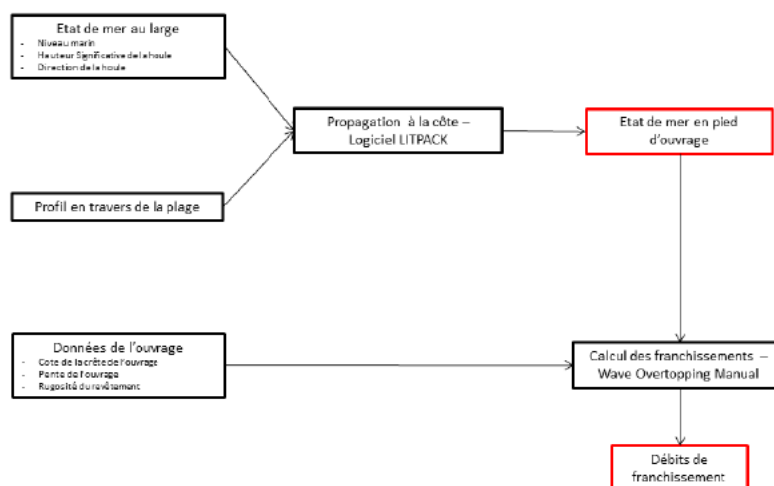 Etat de mer au large
- Niveau marin
- Hauteur Significative de la houle
- Direction de la houle
Propagation à la côte –
Logiciel LITPACK
Etat de mer en pied
d'ouvrage
Profil en travers de la plage
Données de l'ouvrage
- Cote de la crête de l'ouvrage
- Pente de l'ouvrage
- Rugosité du revêtement
Calcul des franchissements –
Wave Overtopping Manual
Débits de
franchissement